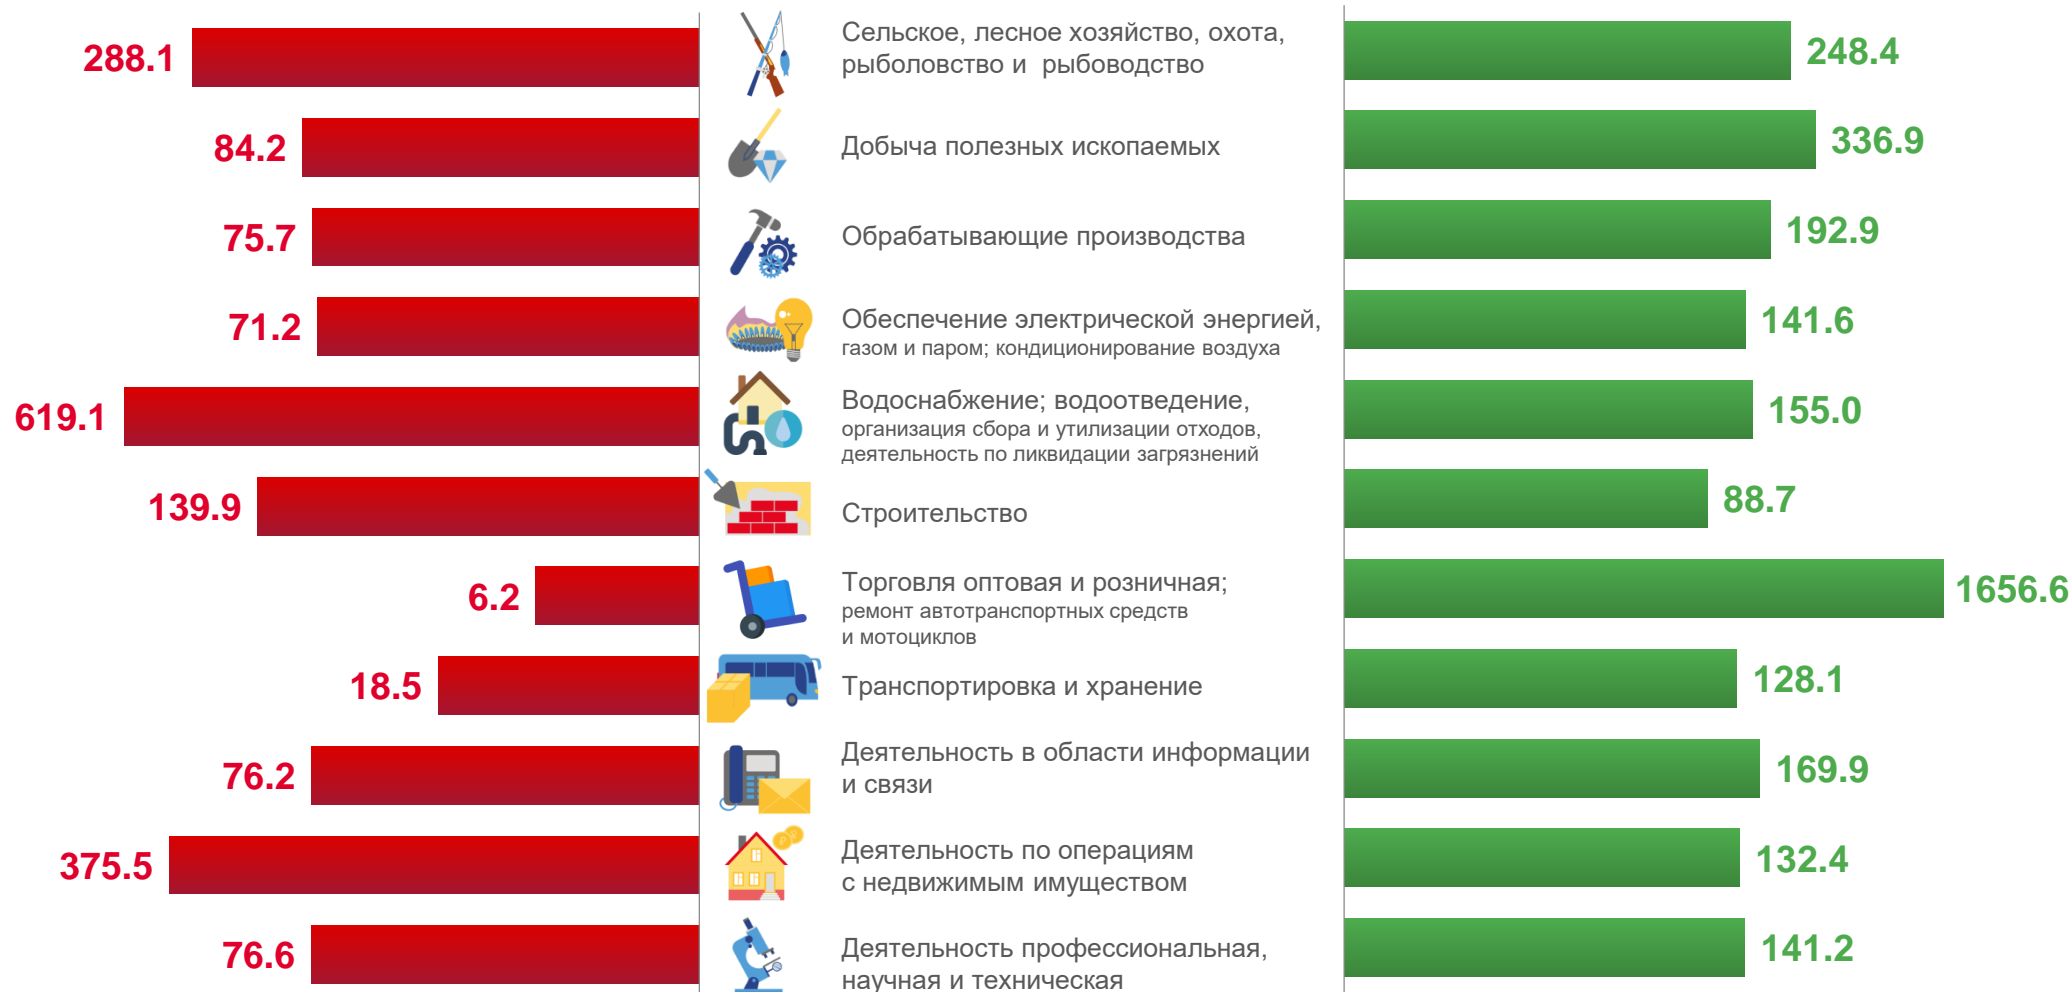 288.1
Сельское, лесное хозяйство, охота,
рыболовство и рыбоводство
248.4
84.2
Добыча полезных ископаемых
336.9
75.7
Обрабатывающие производства
192.9
71.2
Обеспечение электрической энергией,
газом и паром; кондиционирование воздуха
141.6
619.1
Водоснабжение; водоотведение,
организация сбора и утилизации отходов,
деятельность по ликвидации загрязнений
155.0
139.9
Строительство
88.7
6.2
Торговля оптовая и розничная;
ремонт автотранспортных средств
и мотоциклов
1656.6
18.5
Транспортировка и хранение
128.1
76.2
Деятельность в области информации
и связи
169.9
375.5
Деятельность по операциям
с недвижимым имуществом
132.4
76.6
Деятельность профессиональная,
научная и техническая
141.2